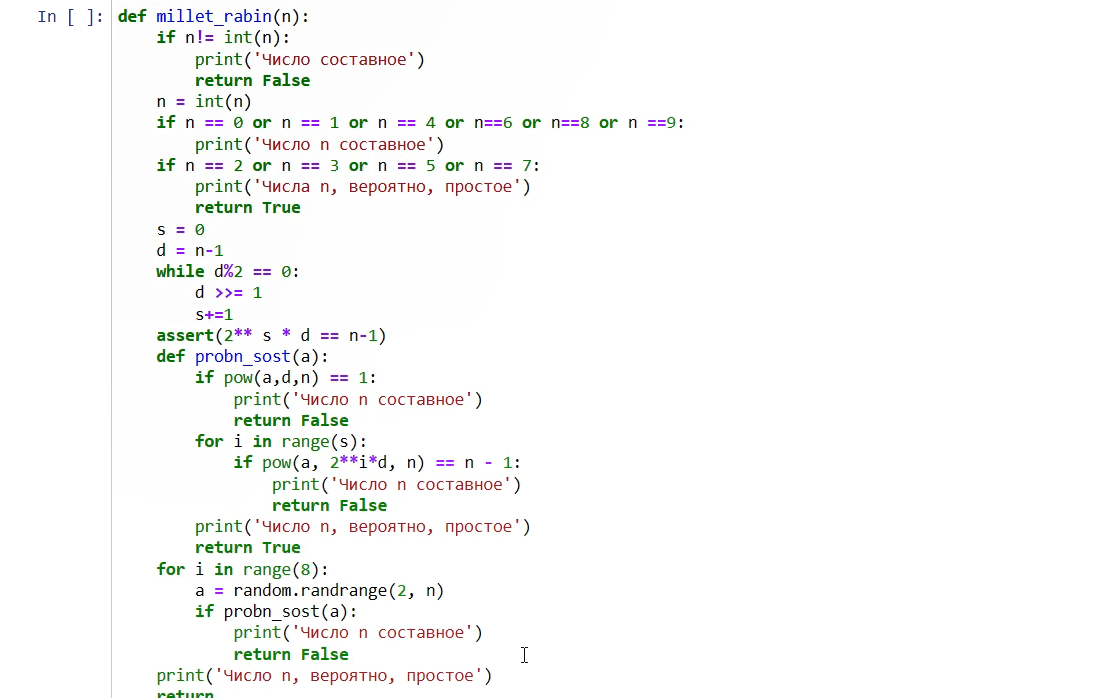 In [ ]: def millet_rabin(n):
    if n!= int(n):
        print('Число составное')
        return False
    n = int(n)
    if n == 0 or n == 1 or n == 4 or n==6 or n==8 or n ==9:
        print('Число n составное')
    if n == 2 or n == 3 or n == 5 or n == 7:
        print('Числа n, вероятно, простое')
        return True
    s = 0
    d = n-1
    while d%2 == 0:
        d >>= 1
        s+=1
    assert(2** s * d == n-1)
    def probn_sost(a):
        if pow(a,d,n) == 1:
            print('Число n составное')
            return False
        for i in range(s):
            if pow(a, 2**i*d, n) == n - 1:
                print('Число n составное')
                return False
        print('Число n, вероятно, простое')
        return True
    for i in range(8):
        a = random.randrange(2, n)
        if probn_sost(a):
            print('Число n составное')
            return False
    print('Число n, вероятно, простое')
    return